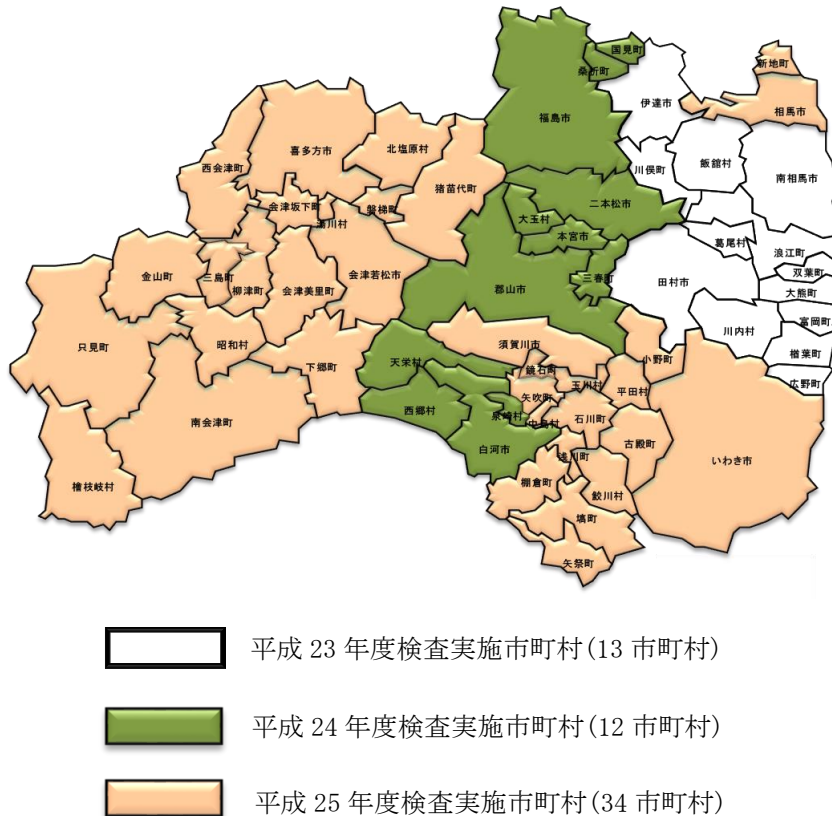 国見町
桑折町
新地町
伊達市
相馬市
福島市
喜多方市
北塩原村
西会津町
川俣町
飯舘村
南相馬市
猪苗代町
二本松市
会津坂下町
磐梯町
大玉村
湯川村
本宮市
葛尾村
浪江町
双葉町
金山町
三島町
柳津町
会津美里町
会津若松市
郡山市
三春町
田村市
大熊町
富岡町
川内村
只見町
昭和村
下郷町
須賀川市
小野町
楢葉町
天栄村
鏡石町
玉川村
平田村
広野町
矢吹町
西郷村
泉崎村
中島村
石川町
南会津町
白河市
古殿町
浅川町
いわき市
檜枝岐村
棚倉町
鮫川村
塙町
矢祭町
平成 23 年度検査実施市町村(13 市町村)
平成 24 年度検査実施市町村(12 市町村)
平成 25 年度検査実施市町村(34 市町村)